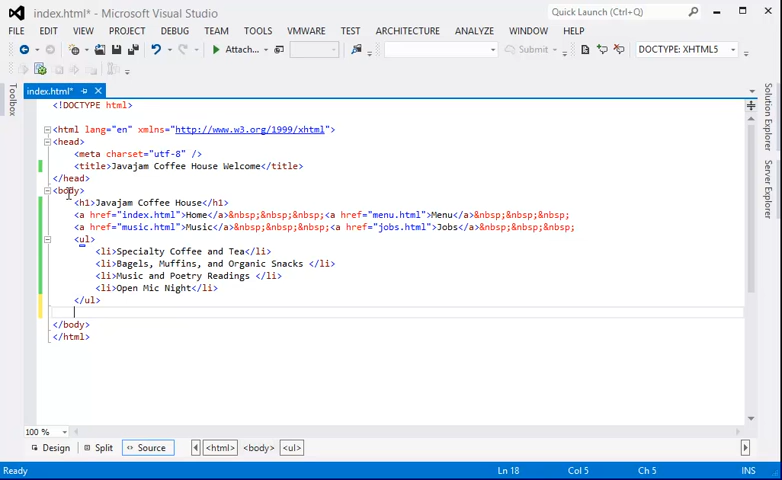 index.html* - Microsoft Visual Studio
Quick Launch (Ctrl+Q)
FILE EDIT VIEW PROJECT DEBUG TEAM TOOLS VMWARE TEST ARCHITECTURE ANALYZE WINDOW HELP
Attach... Submit DOCTYPE: XHTML5
Toolbox
Solution Explorer
Server Explorer
index.html*
<!DOCTYPE html>
<html lang="en" xmlns="http://www.w3.org/1999/xhtml">
<head>
<meta charset="utf-8" />
<title>Javajam Coffee House Welcome</title>
</head>
<body>
<h1>Javajam Coffee House</h1>
<a href="index.html">Home</a>&nbsp;&nbsp;&nbsp;<a href="menu.html">Menu</a>&nbsp;&nbsp;&nbsp;
<a href="music.html">Music</a>&nbsp;&nbsp;&nbsp;<a href="jobs.html">Jobs</a>&nbsp;&nbsp;&nbsp;
<ul>
<li>Specialty Coffee and Tea</li>
<li>Bagels, Muffins, and Organic Snacks </li>
<li>Music and Poetry Readings </li>
<li>Open Mic Night</li>
</ul>
</body>
</html>
100 %
Design Split Source <html> <body> <ul>
Ready Ln 18 Col 5 Ch 5 INS